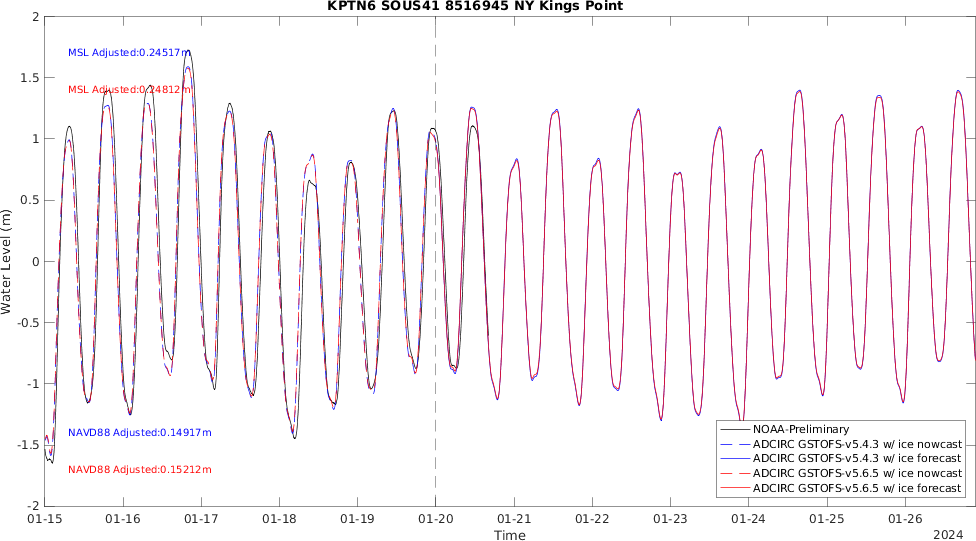 KPTN6 SOUS41 8516945 NY Kings Point
2
1.5
1
0.5
0
-0.5
-1
-1.5
-2
Water Level (m)
MSL Adjusted:0.24517m
MSL Adjusted:0.24812m
NAVD88 Adjusted:0.14917m
NAVD88 Adjusted:0.15212m
NOAA-Preliminary
ADCIRC GSTOFS-v5.4.3 w/ ice nowcast
ADCIRC GSTOFS-v5.4.3 w/ ice forecast
ADCIRC GSTOFS-v5.6.5 w/ ice nowcast
ADCIRC GSTOFS-v5.6.5 w/ ice forecast
01-15 01-16 01-17 01-18 01-19 01-20 01-21 01-22 01-23 01-24 01-25 01-26
Time
2024